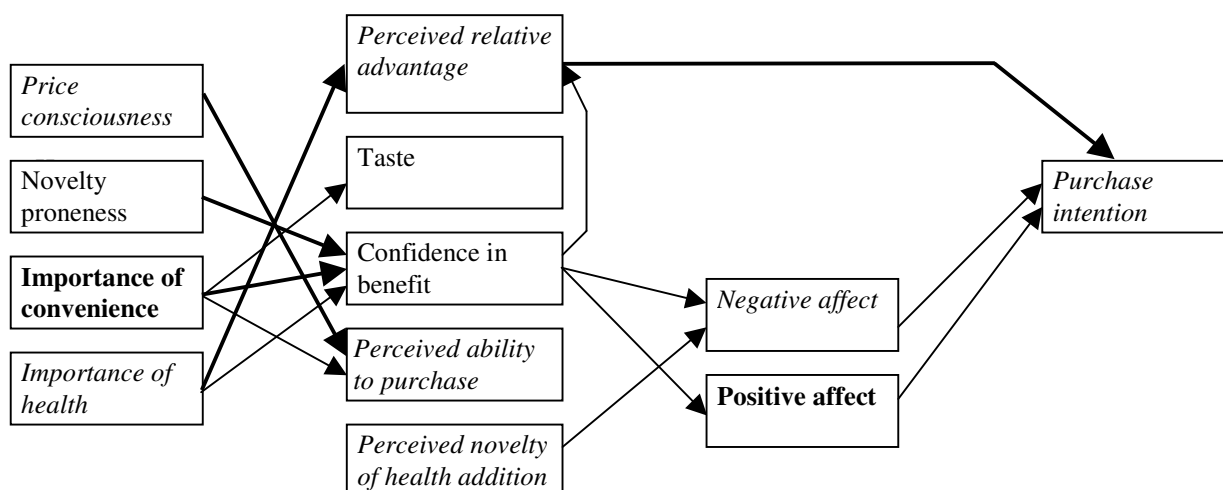 Price
consciousness
Novelty
proneness
Importance of
convenience
Importance of
health
Perceived relative
advantage
Taste
Confidence in
benefit
Perceived ability
to purchase
Perceived novelty
of health addition
Negative affect
Positive affect
Purchase
intention